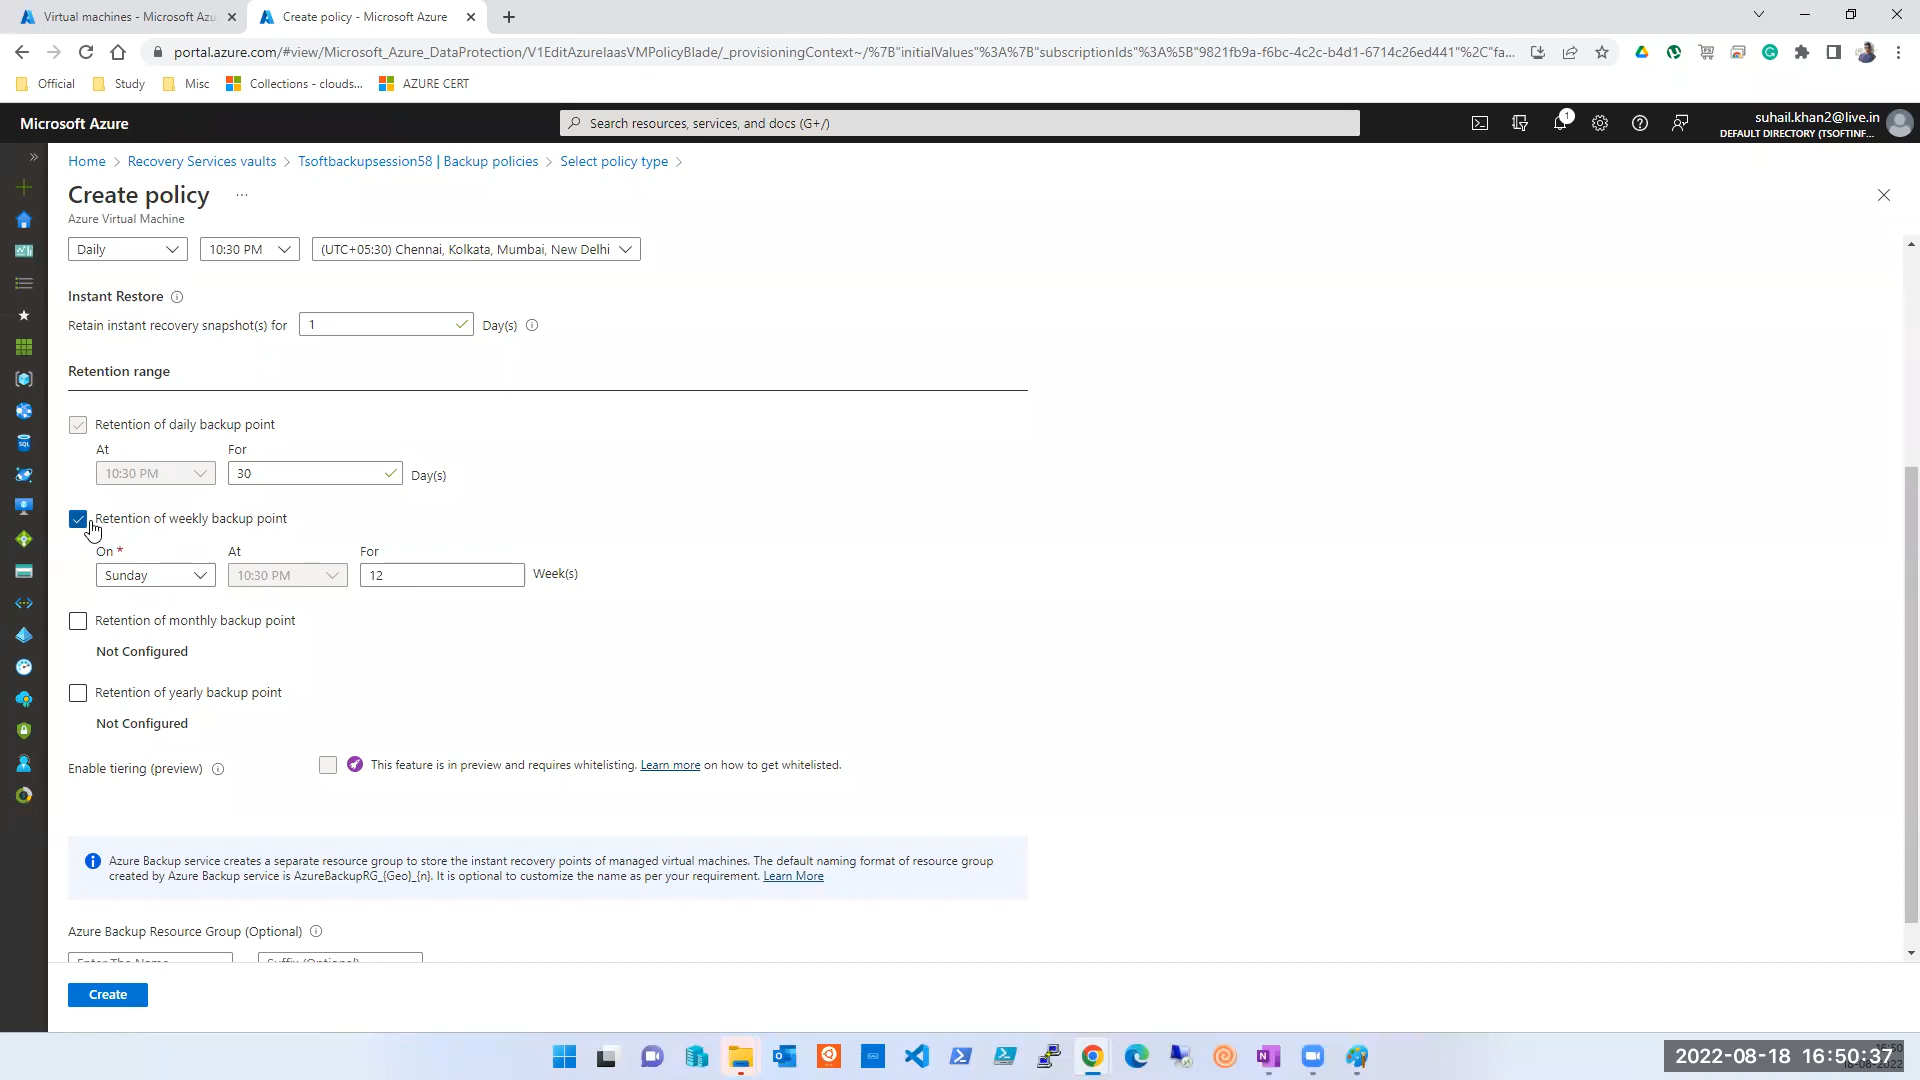 Virtual machines - Microsoft Azu
Create policy - Microsoft Azure
portal.azure.com/#view/Microsoft_Azure_DataProtection/V1EditAzureIaasVMPolicyBlade/_provisioningContext~/%7B"initialValues"%3A%7B"subscriptionIds"%3A%5B"9821fb9a-f6bc-4c2c-b4d1-6714c26ed441"%2C"fa...
Official
Study
Misc
Collections - clouds...
AZURE CERT
Microsoft Azure
Search resources, services, and docs (G+/)
1
suhail.khan2@live.in
DEFAULT DIRECTORY (TSOFTINF...
Home > Recovery Services vaults > Tsoftbackupsession58 | Backup policies > Select policy type >
Create policy ...
Azure Virtual Machine
Daily
10:30 PM
(UTC+05:30) Chennai, Kolkata, Mumbai, New Delhi
Instant Restore
Retain instant recovery snapshot(s) for 1 Day(s)
Retention range
Retention of daily backup point
At For
10:30 PM 30 Day(s)
Retention of weekly backup point
On * At For
Sunday 10:30 PM 12 Week(s)
Retention of monthly backup point
Not Configured
Retention of yearly backup point
Not Configured
Enable tiering (preview)
This feature is in preview and requires whitelisting. Learn more on how to get whitelisted.
Azure Backup service creates a separate resource group to store the instant recovery points of managed virtual machines. The default naming format of resource group
created by Azure Backup service is AzureBackupRG_{Geo}_{n}. It is optional to customize the name as per your requirement. Learn More
Azure Backup Resource Group (Optional)
Enter The Name Suffix (Optional)
Create
2022-08-18 16:50:37